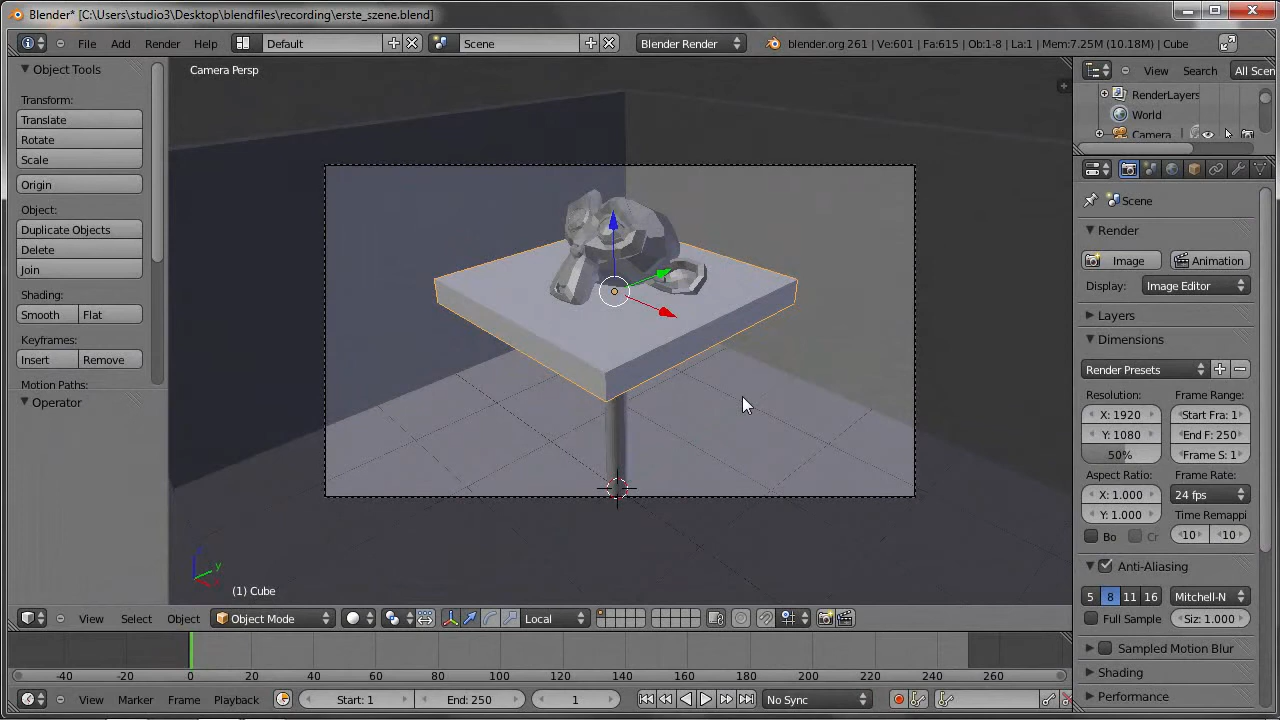 Blender* [C:\Users\studio3\Desktop\blendfiles\recording\erste_szene.blend]
File Add Render Help Default Scene Blender Render blender.org 261 | Ve:601 | Fa:615 | Ob:1-8 | La:1 | Mem:7.25M (10.18M) | Cube
Object Tools
Transform:
Translate
Rotate
Scale
Origin
Object:
Duplicate Objects
Delete
Join
Shading:
Smooth Flat
Keyframes:
Insert Remove
Motion Paths:
Operator
Camera Persp
y
(1) Cube
View Select Object Object Mode Local
View Search All Scen
RenderLayers
World
Camera
Scene
Render
Image Animation
Display: Image Editor
Layers
Dimensions
Render Presets
Resolution: Frame Range:
X: 1920 Start Fra: 1
Y: 1080 End F: 250
50% Frame S: 1
Aspect Ratio: Frame Rate:
X: 1.000 24 fps
Y: 1.000 Time Remappi
Bo Cr 10 10
Anti-Aliasing
5 8 11 16 Mitchell-N
Full Sample Siz: 1.000
Sampled Motion Blur
Shading
Performance
-40 -20 0 20 40 60 80 100 120 140 160 180 200 220 240 260
View Marker Frame Playback Start: 1 End: 250 1 No Sync